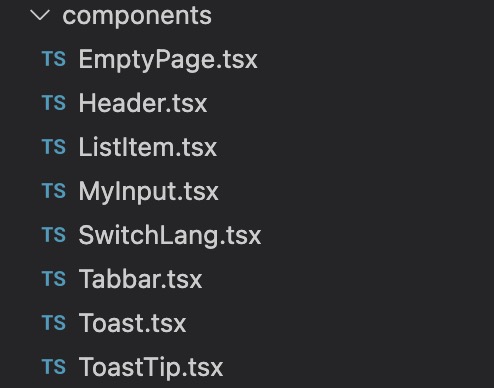 components
TS EmptyPage.tsx
TS Header.tsx
TS ListItem.tsx
TS MyInput.tsx
TS SwitchLang.tsx
TS Tabbar.tsx
TS Toast.tsx
TS ToastTip.tsx